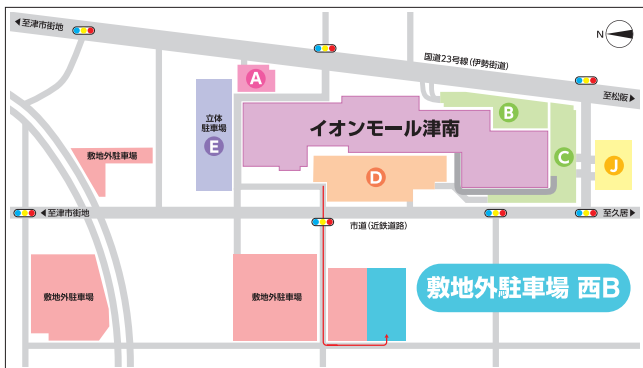 ◀至津市街地
N
国道23号線(伊勢街道)
至松阪▶
A
立体
駐車場
E
イオンモール津南
B
C
D
J
敷地外駐車場
◀至津市街地
市道(近鉄道路)
至久居▶
敷地外駐車場
敷地外駐車場
敷地外駐車場 西B